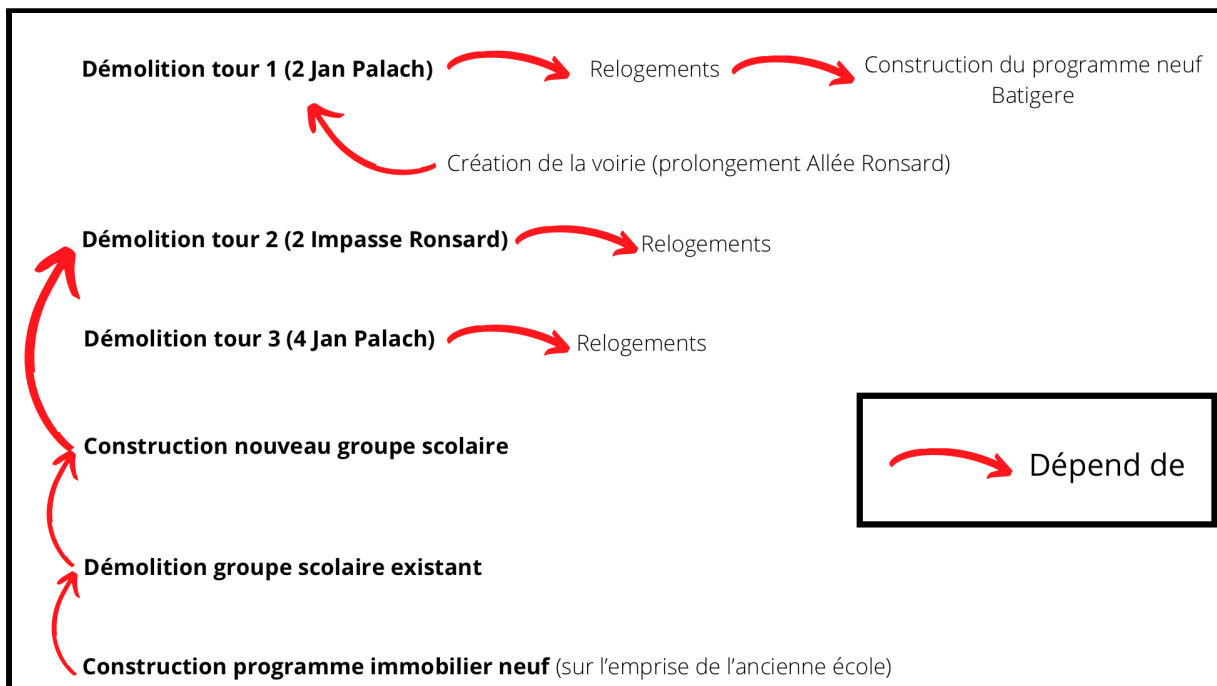 Démolition tour 1 (2 Jan Palach)
Relogements
Construction du programme neuf
Batigere
Création de la voirie (prolongement Allée Ronsard)
Démolition tour 2 (2 Impasse Ronsard)
Relogements
Démolition tour 3 (4 Jan Palach)
Relogements
Construction nouveau groupe scolaire
Dépend de
Démolition groupe scolaire existant
Construction programme immobilier neuf (sur l’emprise de l’ancienne école)